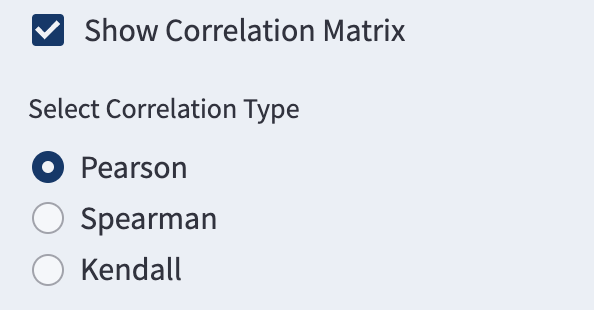 Show Correlation Matrix
Select Correlation Type
Pearson
Spearman
Kendall